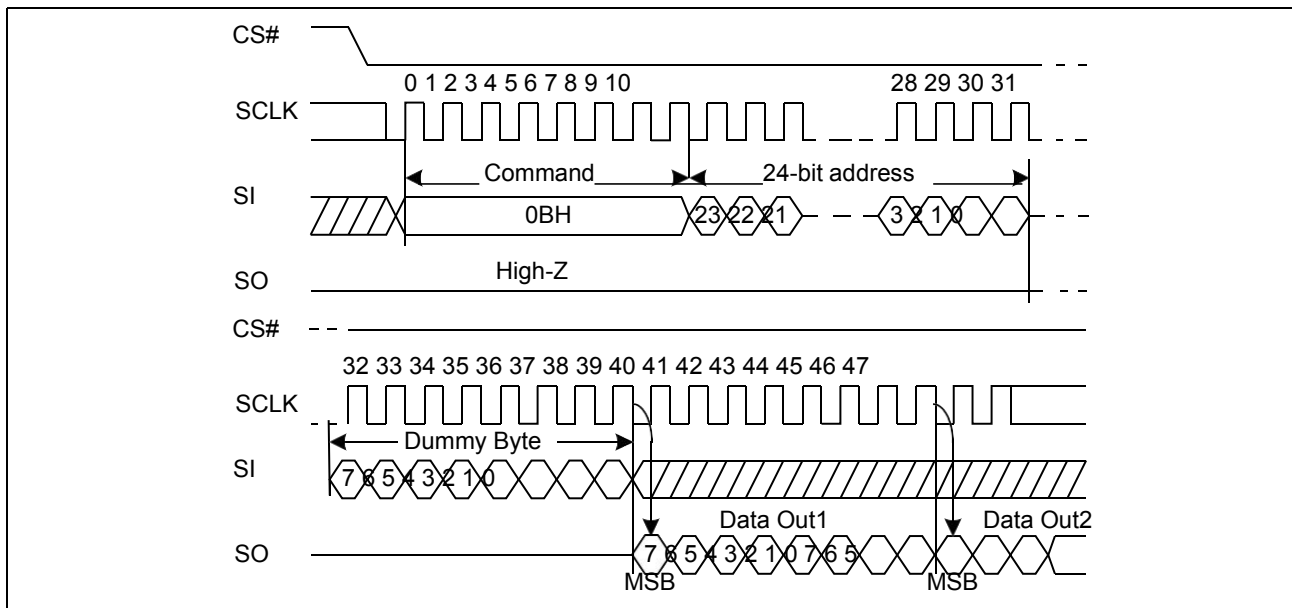 CS#
0 1 2 3 4 5 6 7 8 9 10 28 29 30 31
SCLK
Command 24-bit address
SI 0BH 23 22 21 3 2 1 0
High-Z
SO
CS#
32 33 34 35 36 37 38 39 40 41 42 43 44 45 46 47
SCLK
Dummy Byte
SI 7 6 5 4 3 2 1 0
Data Out1 Data Out2
SO 7 6 5 4 3 2 1 0 7 6 5
MSB MSB